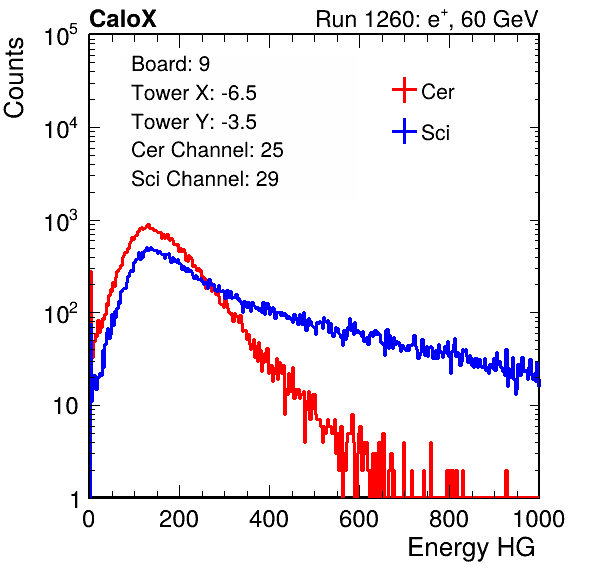 CaloX
Run 1260: e+, 60 GeV
Counts
10^5
10^4
10^3
10^2
10
1
Board: 9
Tower X: -6.5
Tower Y: -3.5
Cer Channel: 25
Sci Channel: 29
Cer
Sci
0 200 400 600 800 1000
Energy HG